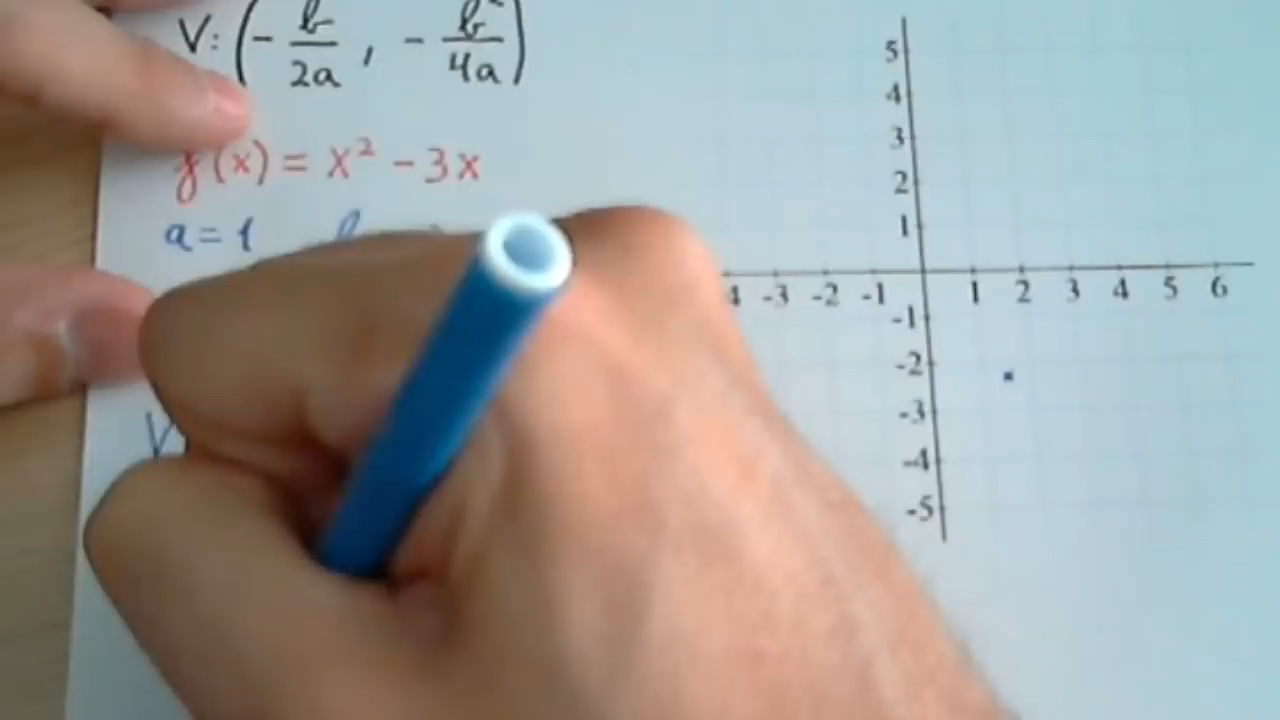 V: (-b/2a, -b²/4a)
f(x) = x² - 3x
a = 1 b
V
5
4
3
2
1
4 -3 -2 -1 1 2 3 4 5 6
-1
-2
-3
-4
-5